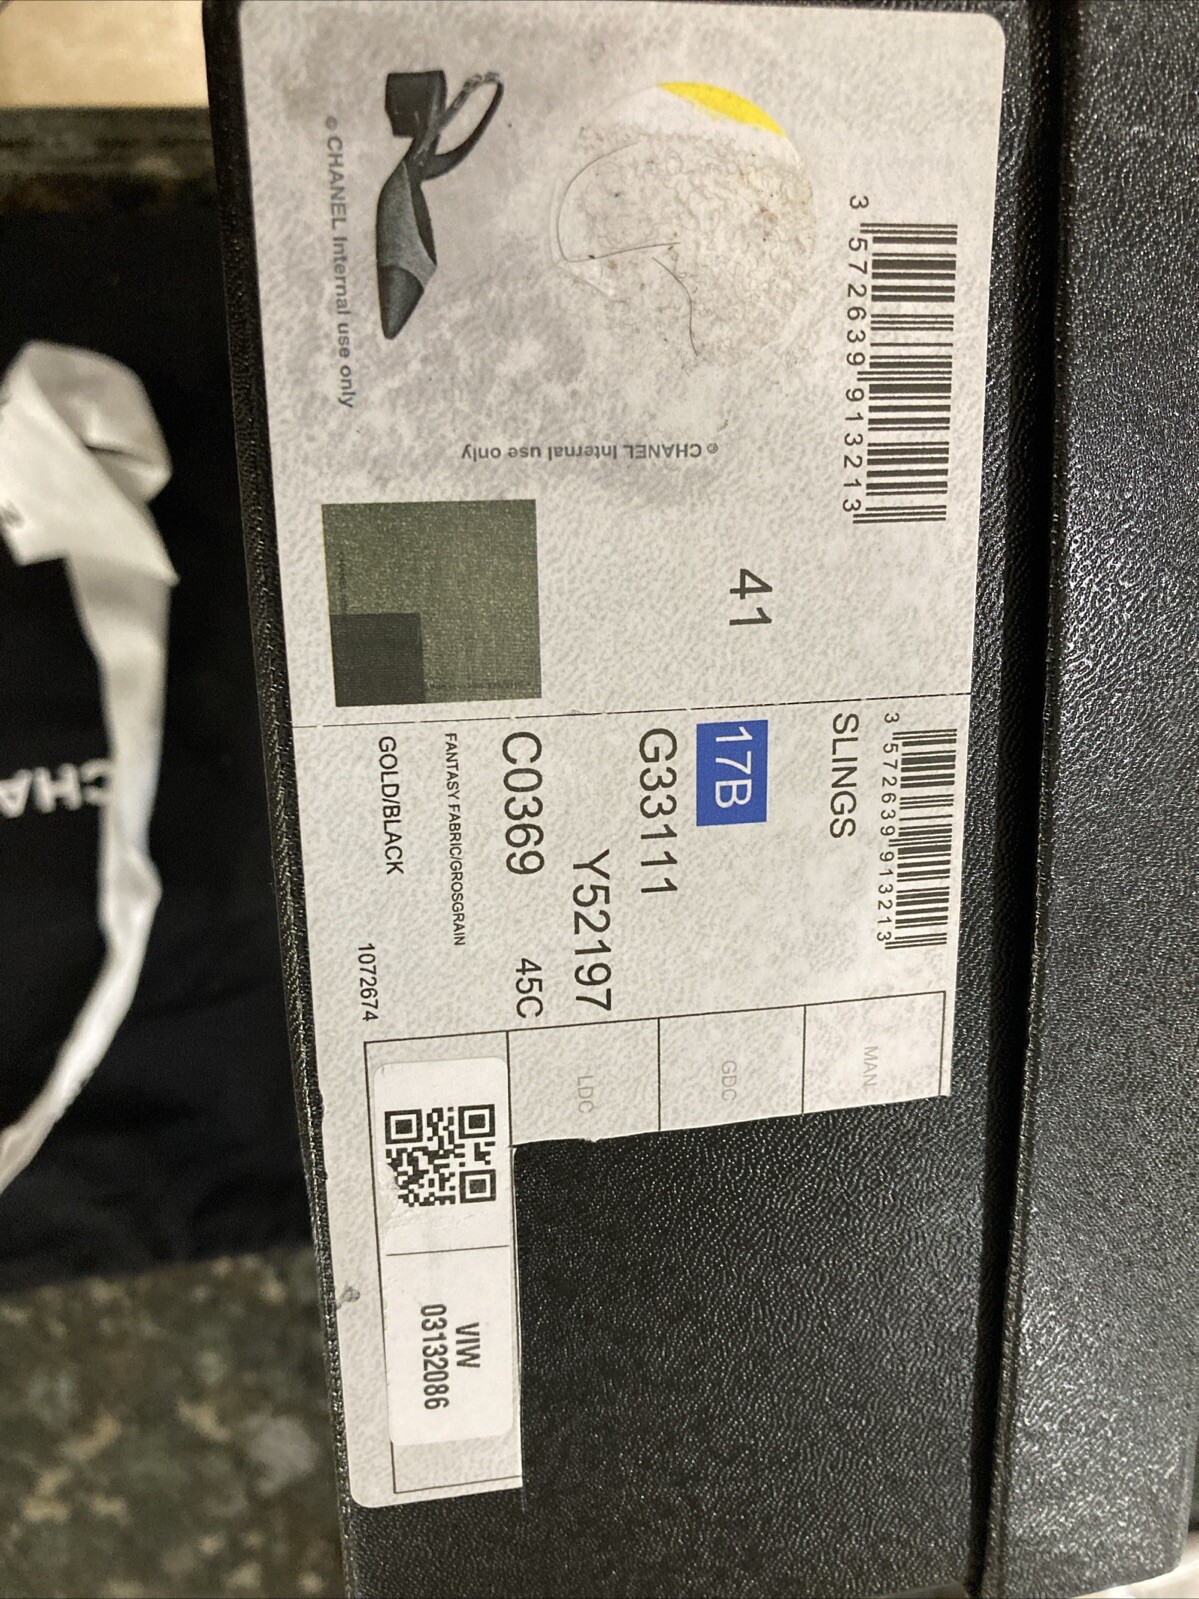 © CHANEL Internal use only
© CHANEL Internal use only
3 572639 913213
41
3 572639 913213
SLINGS
17B
G33111
Y52197
C0369 45C
FANTASY FABRIC/GROSGRAIN
GOLD/BLACK
1072674
MAN
GDC
LDC
VIW
03132086
CHA